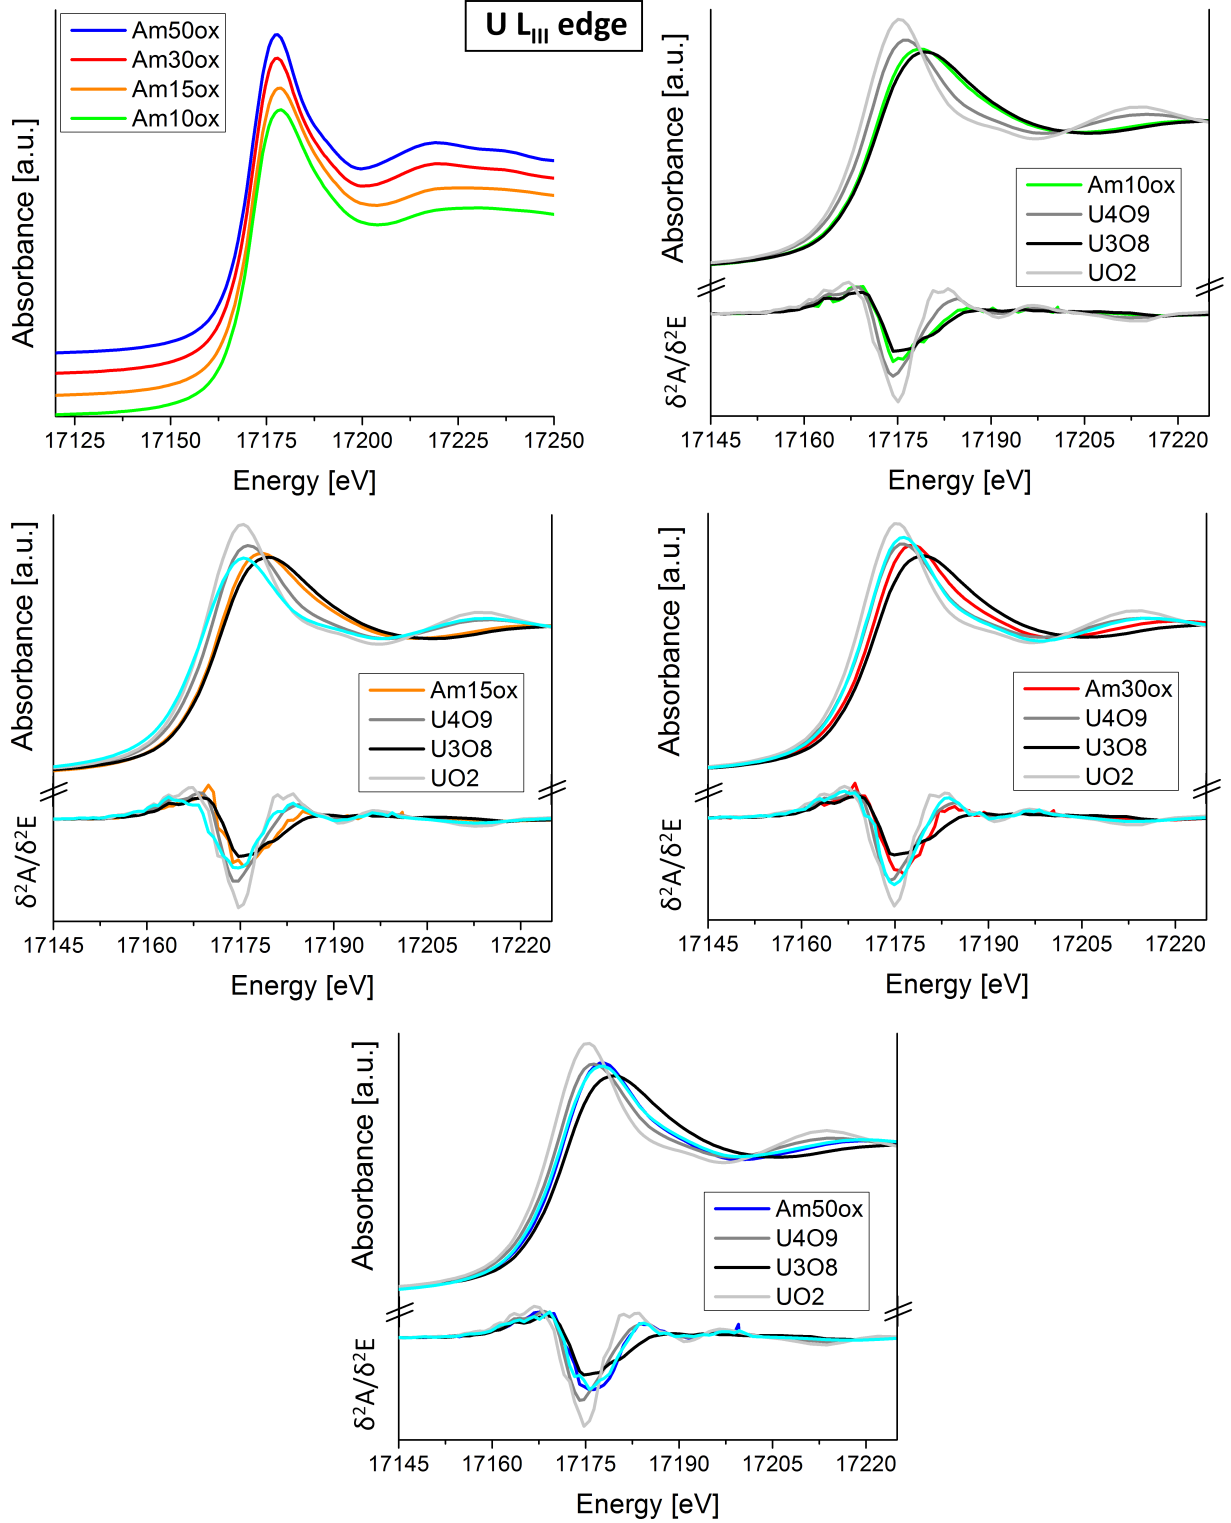 U L_III edge
Am50ox
Am30ox
Am15ox
Am10ox
Absorbance [a.u.]
17125 17150 17175 17200 17225 17250
Energy [eV]
Absorbance [a.u.]
δ²A/δ²E
Am10ox
U4O9
U3O8
UO2
17145 17160 17175 17190 17205 17220
Energy [eV]
Absorbance [a.u.]
δ²A/δ²E
Am15ox
U4O9
U3O8
UO2
17145 17160 17175 17190 17205 17220
Energy [eV]
Absorbance [a.u.]
δ²A/δ²E
Am30ox
U4O9
U3O8
UO2
17145 17160 17175 17190 17205 17220
Energy [eV]
Absorbance [a.u.]
δ²A/δ²E
Am50ox
U4O9
U3O8
UO2
17145 17160 17175 17190 17205 17220
Energy [eV]